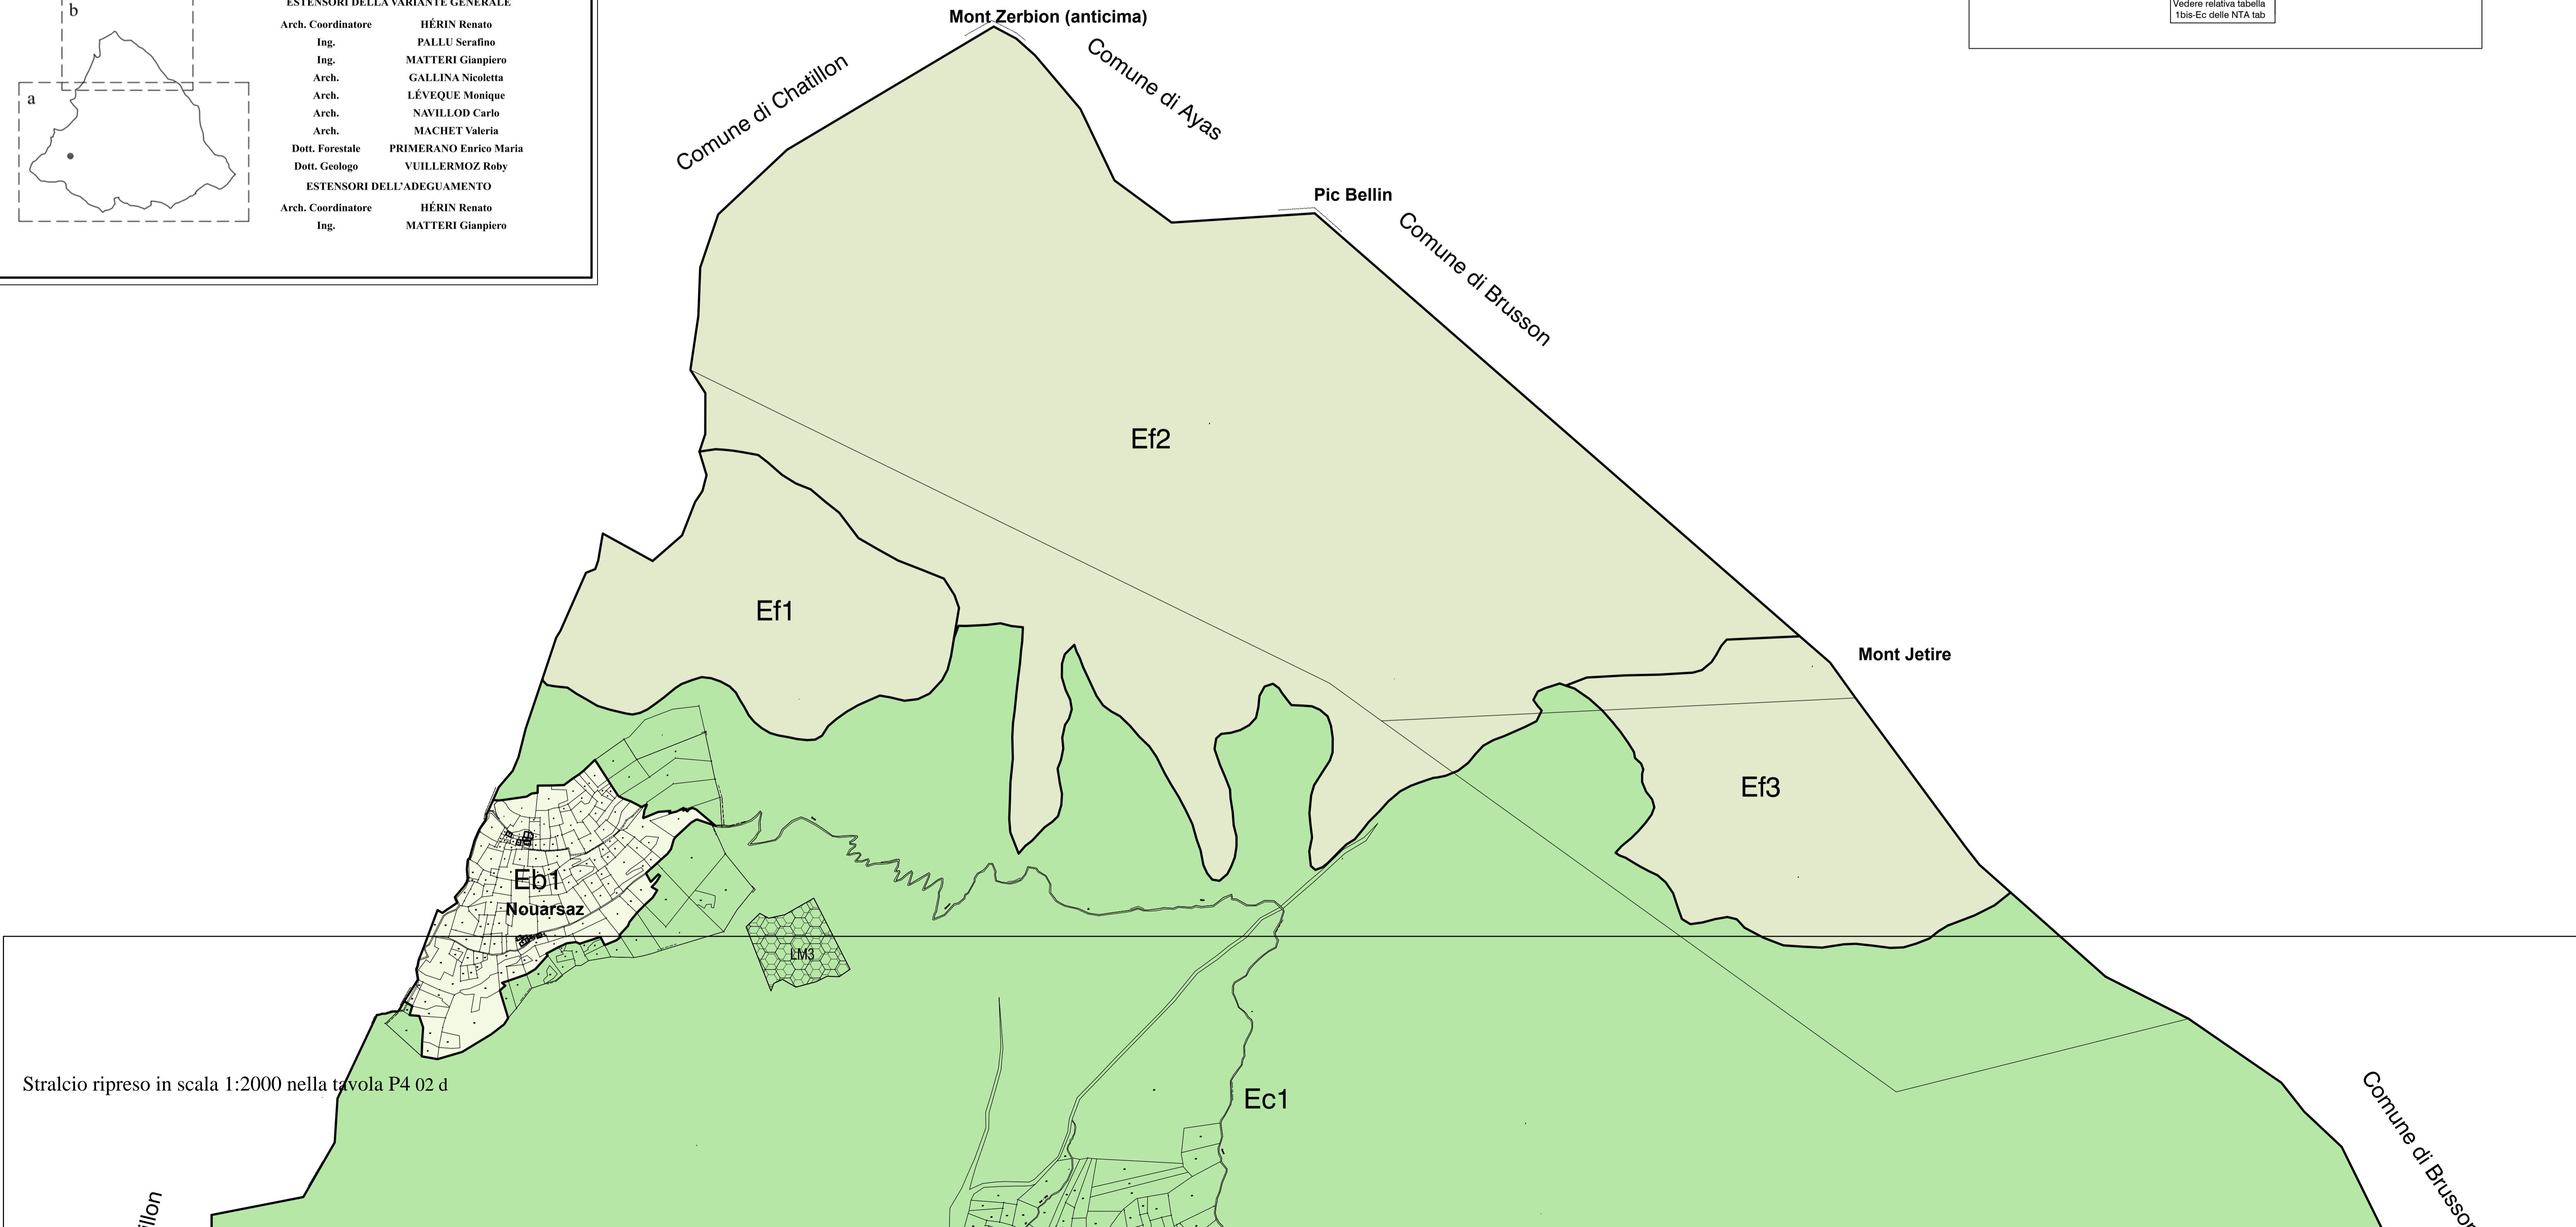 b
a
ESTENSORI DELLA VARIANTE GENERALE
Arch. Coordinatore HÉRIN Renato
Ing. PALLU Serafino
Ing. MATTERI Gianpiero
Arch. GALLINA Nicoletta
Arch. LÉVEQUE Monique
Arch. NAVILLOD Carlo
Arch. MACHET Valeria
Dott. Forestale PRIMERANO Enrico Maria
Dott. Geologo VUILLERMOZ Roby
ESTENSORI DELL'ADEGUAMENTO
Arch. Coordinatore HÉRIN Renato
Ing. MATTERI Gianpiero
Vedere relativa tabella
1bis-Ec delle NTA tab
Mont Zerbion (anticima)
Comune di Chatillon
Comune di Ayas
Pic Bellin
Comune di Brusson
Ef2
Ef1
Mont Jetire
Ef3
Eb1
Nouarsaz
LM3
Stralcio ripreso in scala 1:2000 nella tavola P4 02 d
Ec1
Comune di Brusson
illon